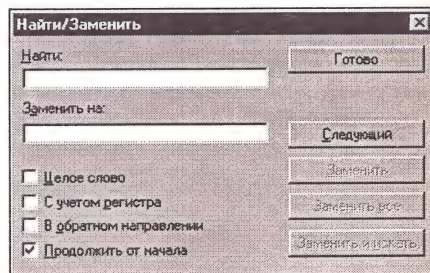 Найти/Заменить
Найти:
Готово
Заменить на:
Следующий
Целое слово
Заменить
С учетом регистра
Заменить все
В обратном направлении
Заменить и искать
Продолжить от начала